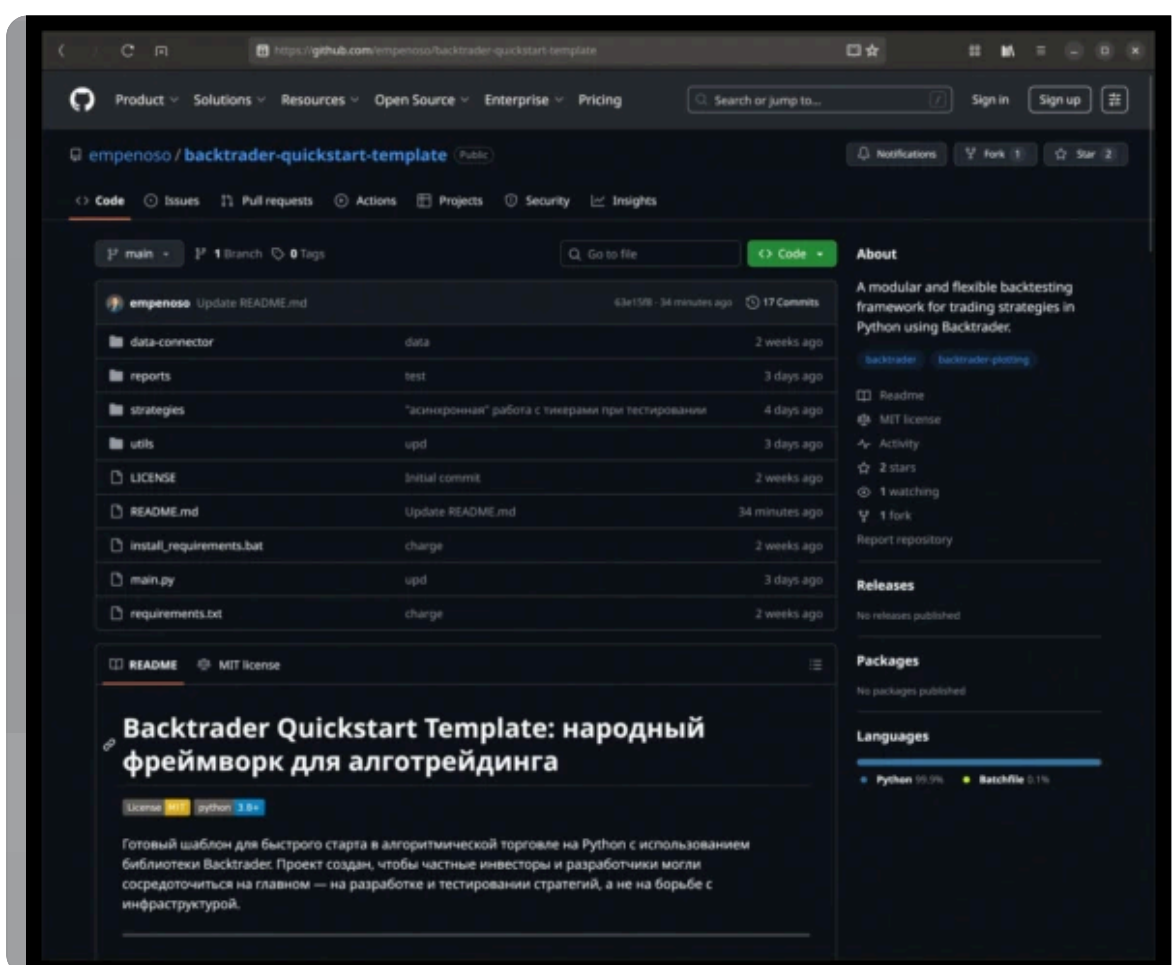 https://github.com/empenoso/backtrader-quickstart-template
Product Solutions Resources Open Source Enterprise Pricing Search or jump to... / Sign in Sign up
empenoso / backtrader-quickstart-template Public Notifications Fork 1 Star 2
Code Issues Pull requests Actions Projects Security Insights
main 1 Branch 0 Tags Go to file Code
empenoso Update README.md 63e15f8 · 34 minutes ago 17 Commits
data-connector data 2 weeks ago
reports test 3 days ago
strategies "асинхронная" работа с тикерами при тестировании 4 days ago
utils upd 3 days ago
LICENSE Initial commit 2 weeks ago
README.md Update README.md 34 minutes ago
install_requirements.bat charge 2 weeks ago
main.py upd 3 days ago
requirements.txt charge 2 weeks ago
README MIT license
Backtrader Quickstart Template: народный
фреймворк для алготрейдинга
License MIT python 3.8+
Готовый шаблон для быстрого старта в алгоритмической торговле на Python с использованием
библиотеки Backtrader. Проект создан, чтобы частные инвесторы и разработчики могли
сосредоточиться на главном — на разработке и тестировании стратегий, а не на борьбе с
инфраструктурой.
About
A modular and flexible backtesting
framework for trading strategies in
Python using Backtrader.
backtrader backtrader-plotting
Readme
MIT license
Activity
2 stars
1 watching
1 fork
Report repository
Releases
No releases published
Packages
No packages published
Languages
Python 99.9% Batchfile 0.1%